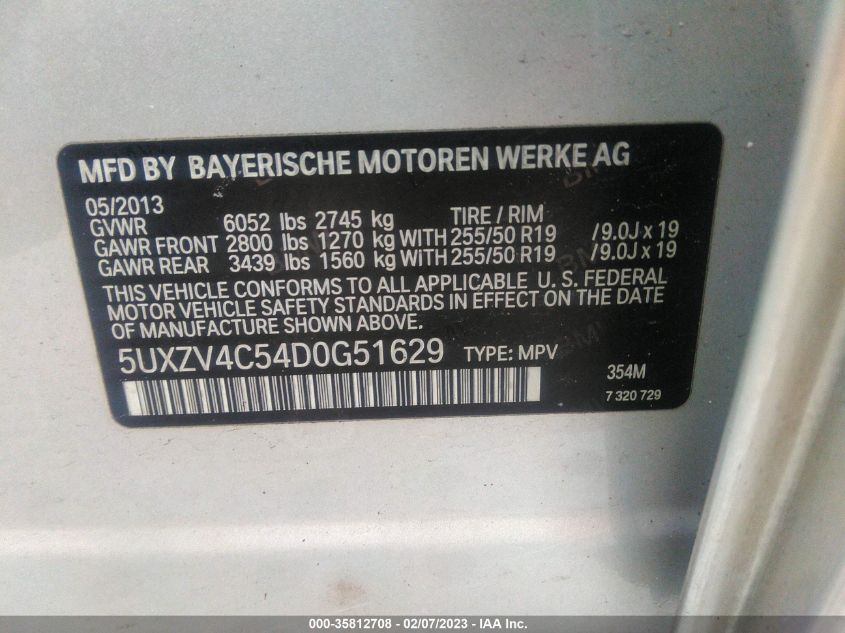 MFD BY BAYERISCHE MOTOREN WERKE AG
05/2013
GVWR 6052 lbs 2745 kg TIRE / RIM
GAWR FRONT 2800 lbs 1270 kg WITH 255/50 R19 /9.0J x 19
GAWR REAR 3439 lbs 1560 kg WITH 255/50 R19 /9.0J x 19
THIS VEHICLE CONFORMS TO ALL APPLICABLE U. S. FEDERAL
MOTOR VEHICLE SAFETY STANDARDS IN EFFECT ON THE DATE
OF MANUFACTURE SHOWN ABOVE.
5UXZV4C54D0G51629 TYPE: MPV
354M
7 320 729
000-35812708 - 02/07/2023 - IAA Inc.